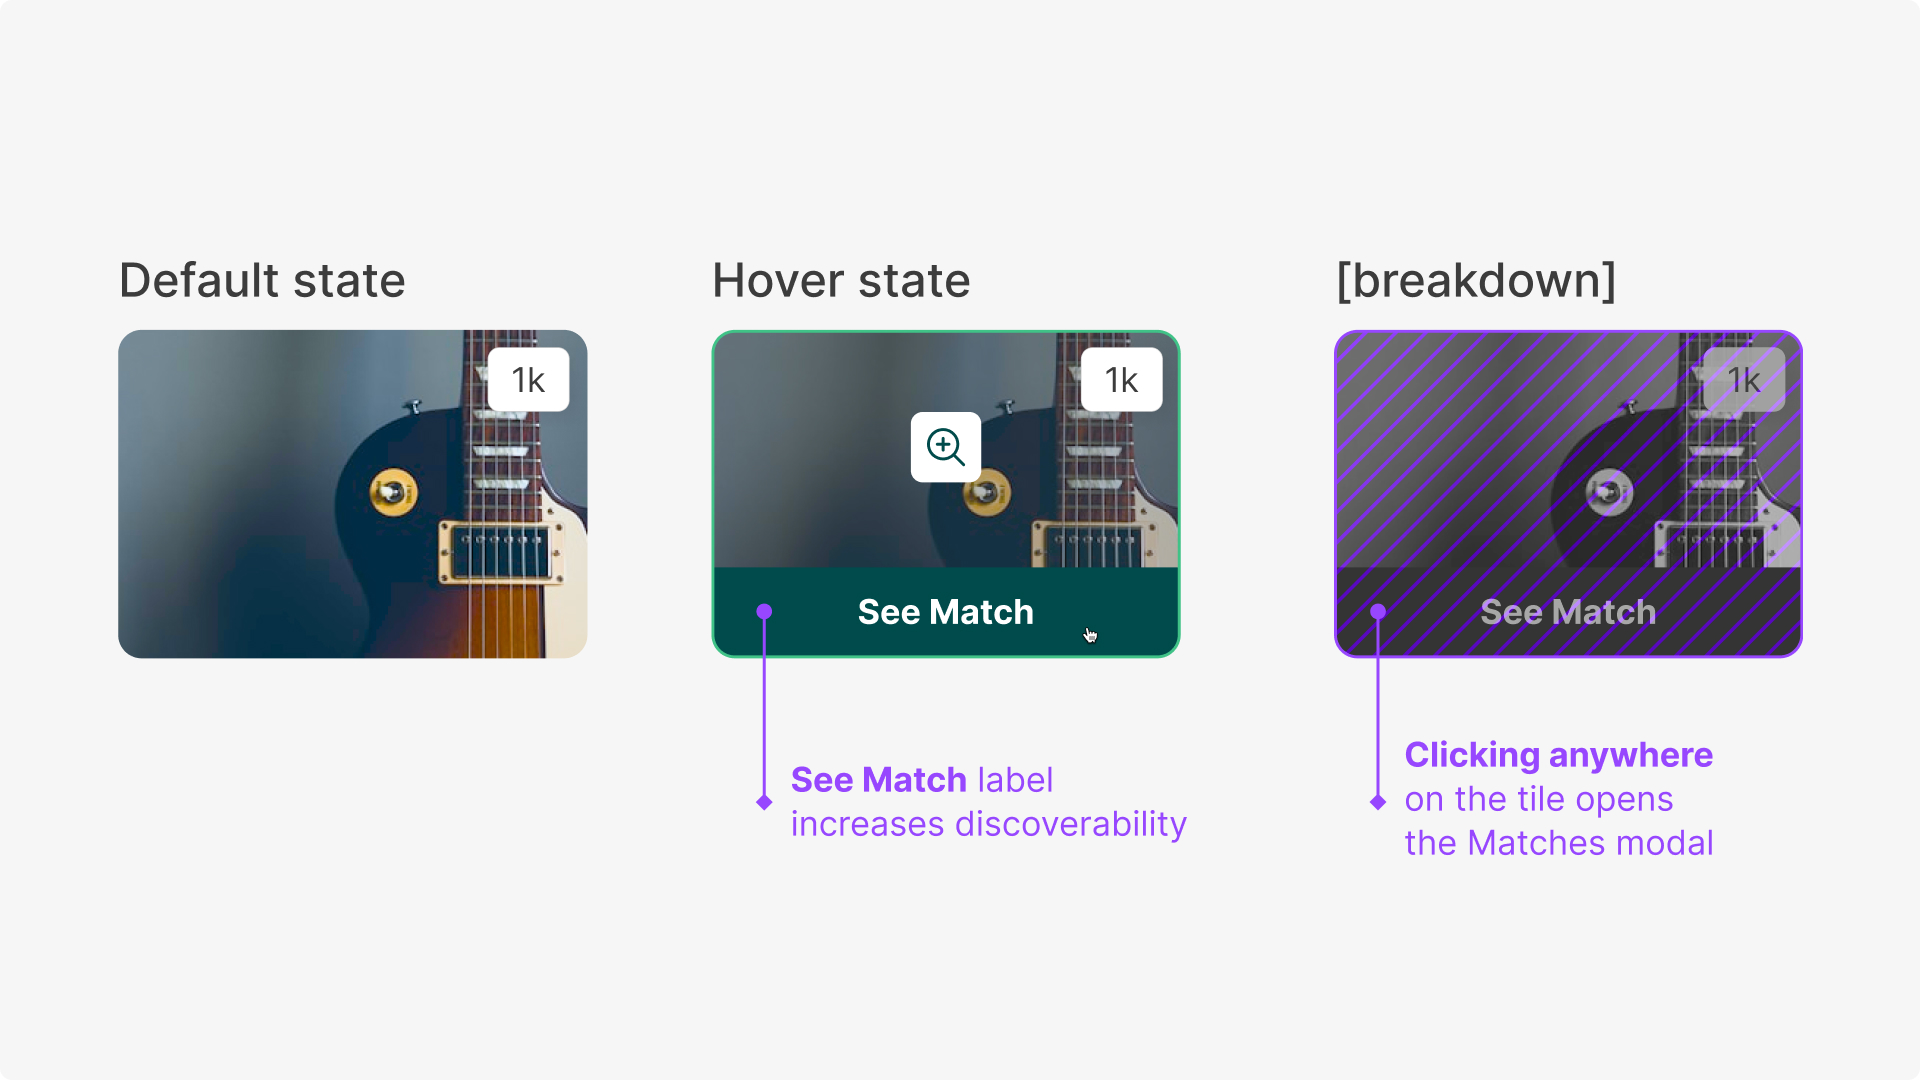 Default state
Hover state
[breakdown]
1k
1k
1k
See Match
See Match
See Match label
increases discoverability
Clicking anywhere
on the tile opens
the Matches modal